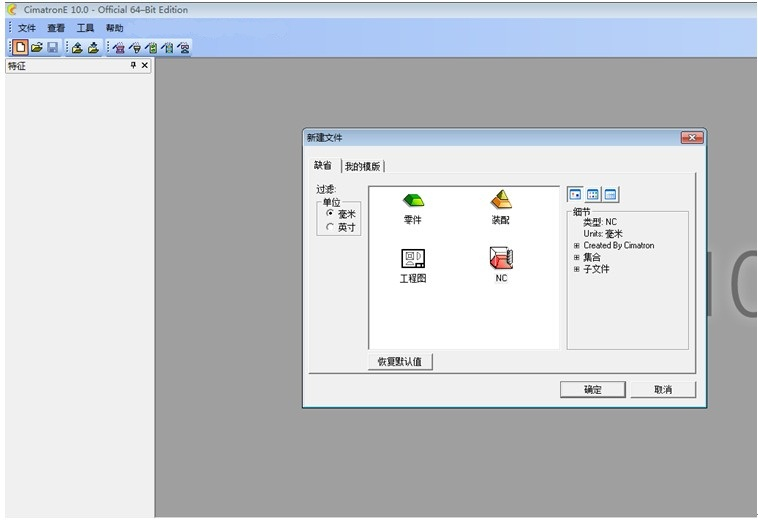 CimatronE 10.0 - Official 64-Bit Edition
文件 查看 工具 帮助
特征
新建文件
缺省 我的模版
过滤:
单位
毫米
英寸
零件 装配
工程图 NC
细节
类型: NC
Units: 毫米
Created By Cimatron
集合
子文件
恢复默认值
确定 取消
10